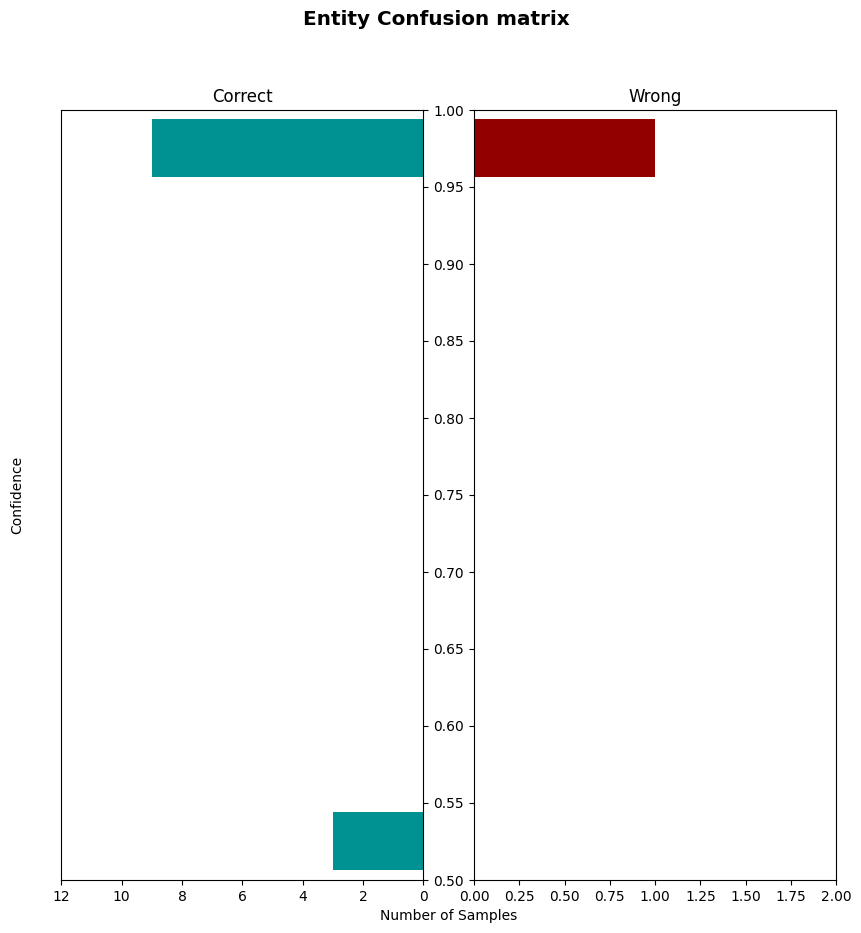 Entity Confusion matrix
Correct
Wrong
1.00
0.95
0.90
0.85
0.80
0.75
0.70
0.65
0.60
0.55
0.50
Confidence
12 10 8 6 4 2 0
0.00 0.25 0.50 0.75 1.00 1.25 1.50 1.75 2.00
Number of Samples